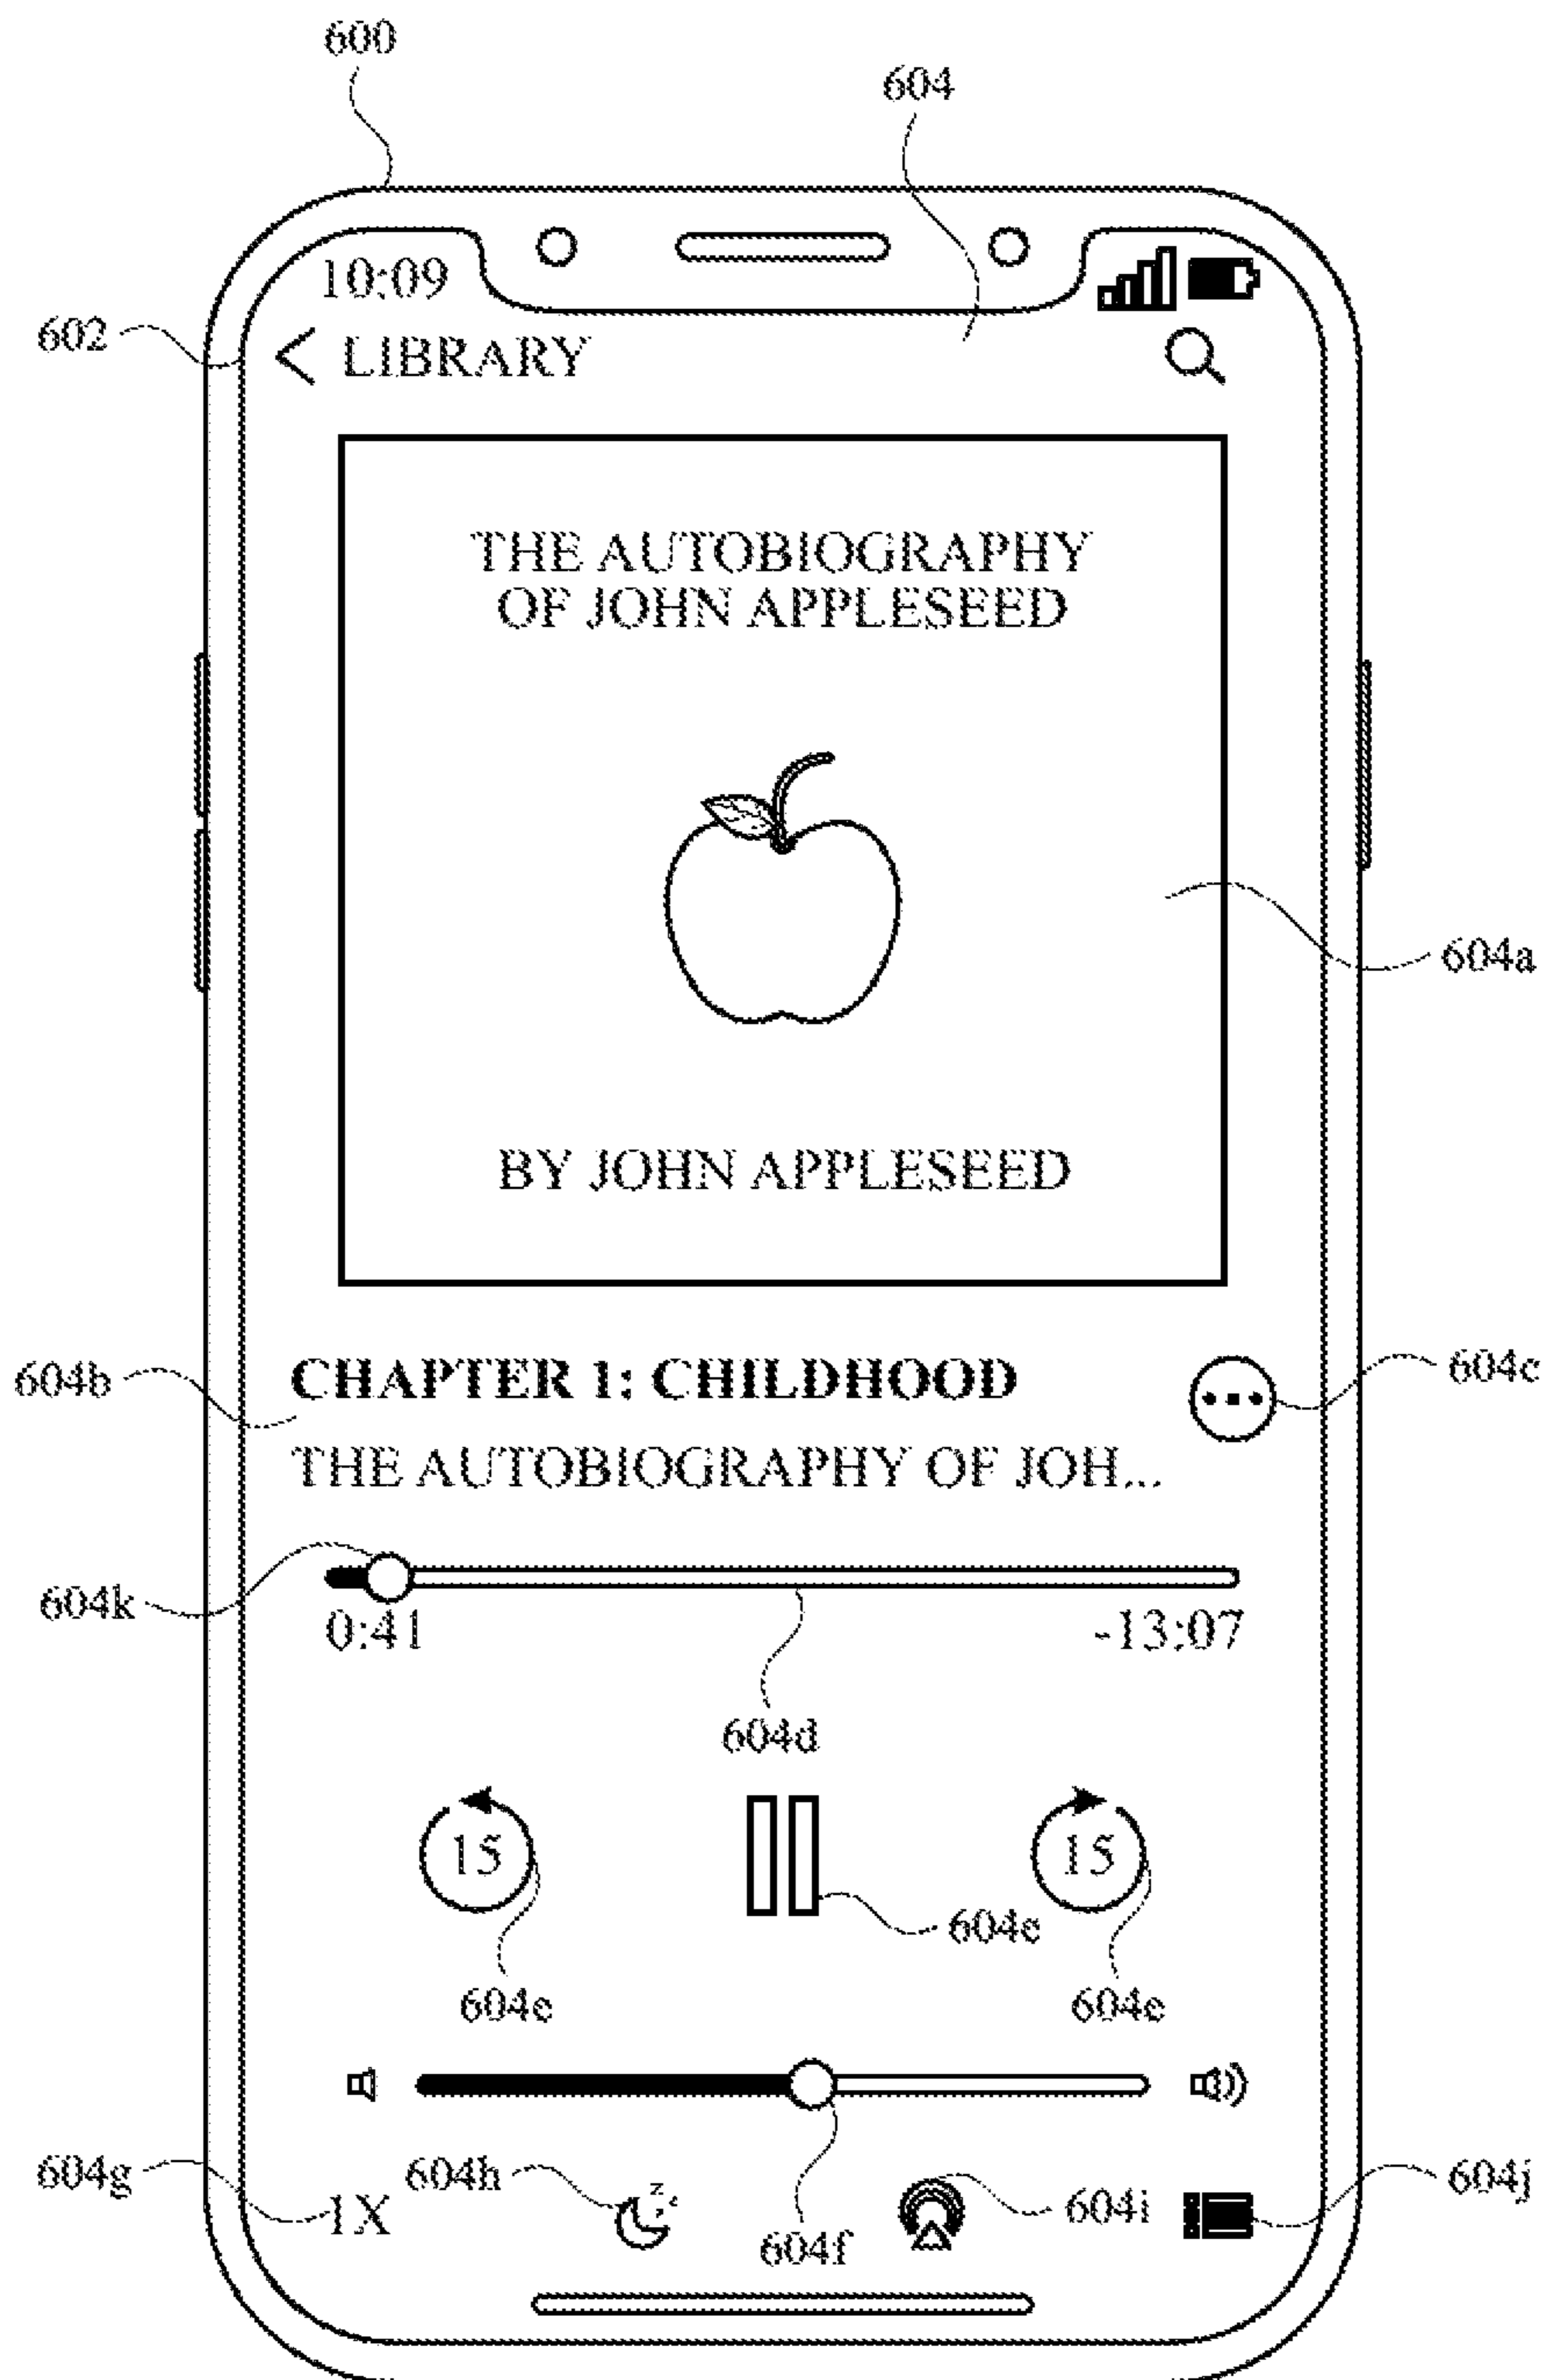 600
604
10:09
602
LIBRARY
THE AUTOBIOGRAPHY
OF JOHN APPLESEED
604a
BY JOHN APPLESEED
604b
CHAPTER 1: CHILDHOOD
604c
THE AUTOBIOGRAPHY OF JOH...
604k
0:41
-13:07
604d
15
15
604e
604e
604e
604g
604h
604i
604j
1X
z z
604f